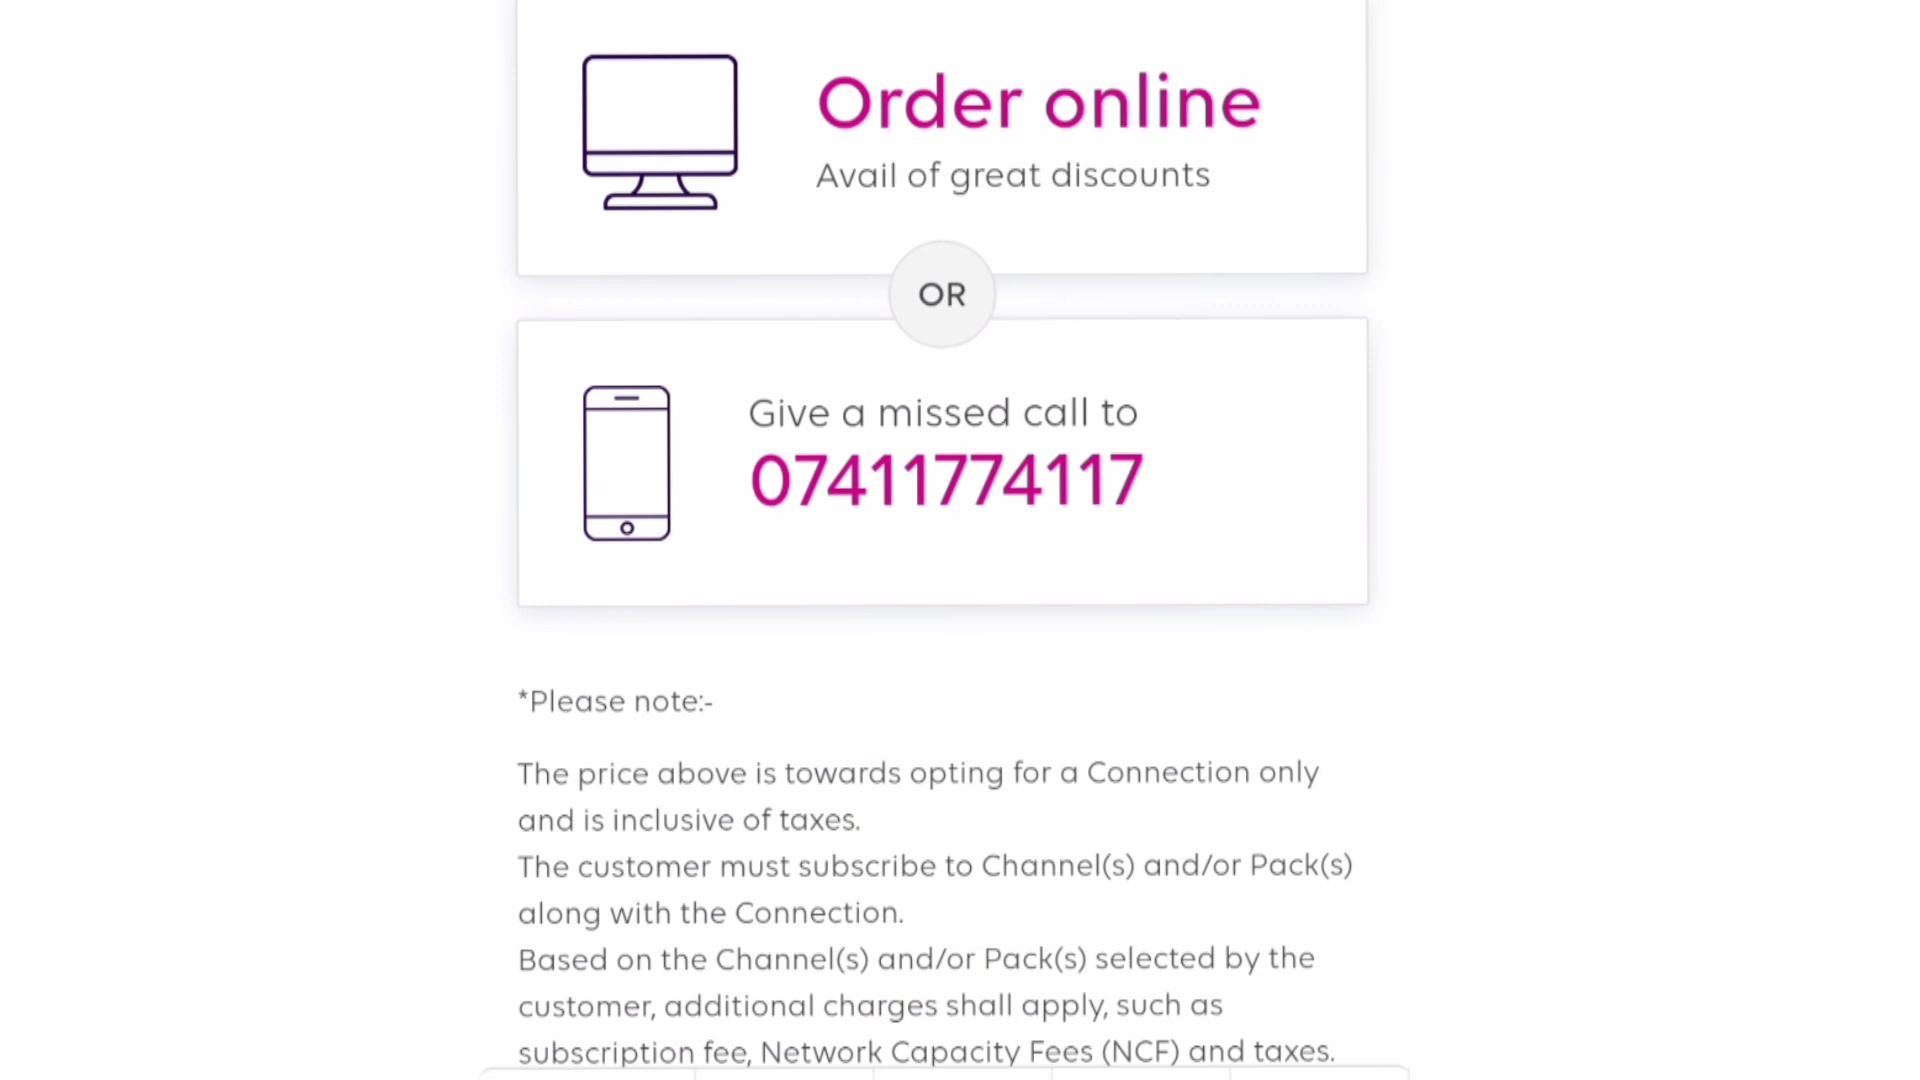 Order online
Avail of great discounts
OR
Give a missed call to
07411774117
*Please note:-
The price above is towards opting for a Connection only
and is inclusive of taxes.
The customer must subscribe to Channel(s) and/or Pack(s)
along with the Connection.
Based on the Channel(s) and/or Pack(s) selected by the
customer, additional charges shall apply, such as
subscription fee, Network Capacity Fees (NCF) and taxes.